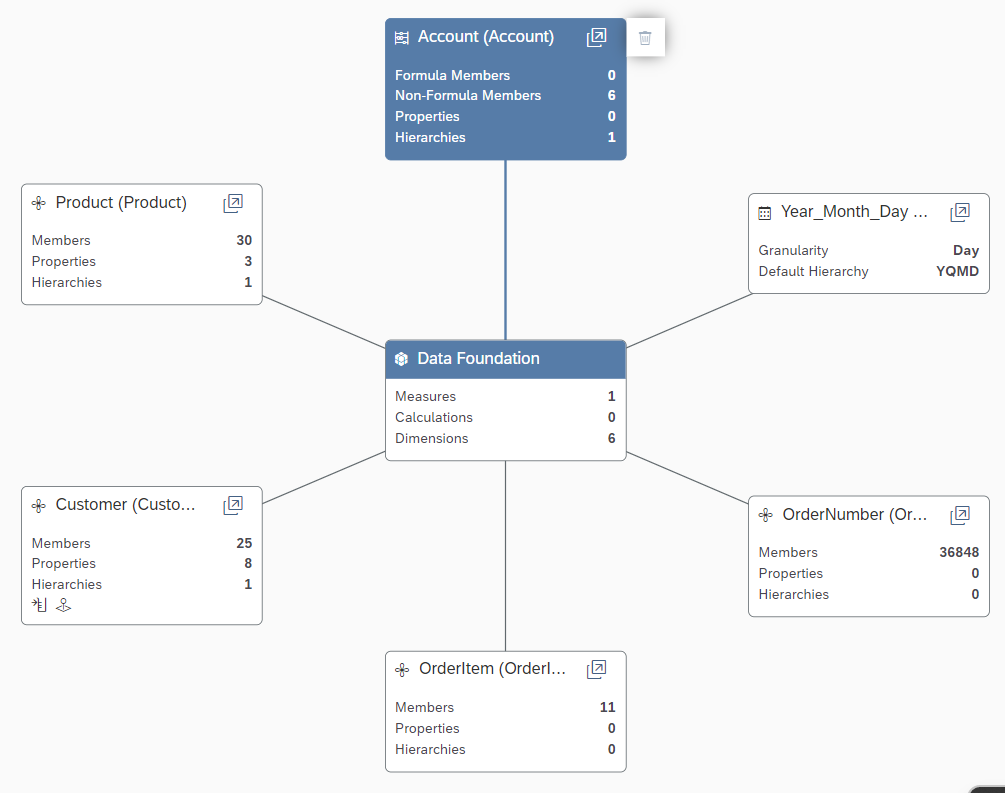 Account (Account)
Formula Members 0
Non-Formula Members 6
Properties 0
Hierarchies 1
Product (Product)
Members 30
Properties 3
Hierarchies 1
Year_Month_Day ...
Granularity Day
Default Hierarchy YQMD
Data Foundation
Measures 1
Calculations 0
Dimensions 6
Customer (Custo...
Members 25
Properties 8
Hierarchies 1
OrderNumber (Or...
Members 36848
Properties 0
Hierarchies 0
OrderItem (OrderI...
Members 11
Properties 0
Hierarchies 0